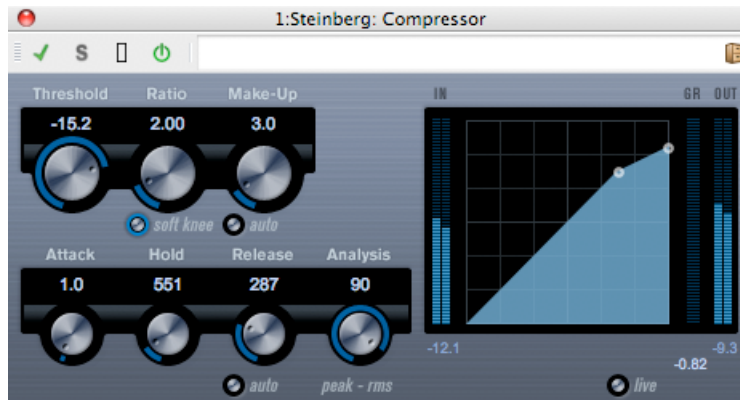 1:Steinberg: Compressor
S
Threshold Ratio Make-Up IN GR OUT
-15.2 2.00 3.0
soft knee auto
Attack Hold Release Analysis
1.0 551 287 90
-12.1 -0.82 -9.3
auto peak - rms live